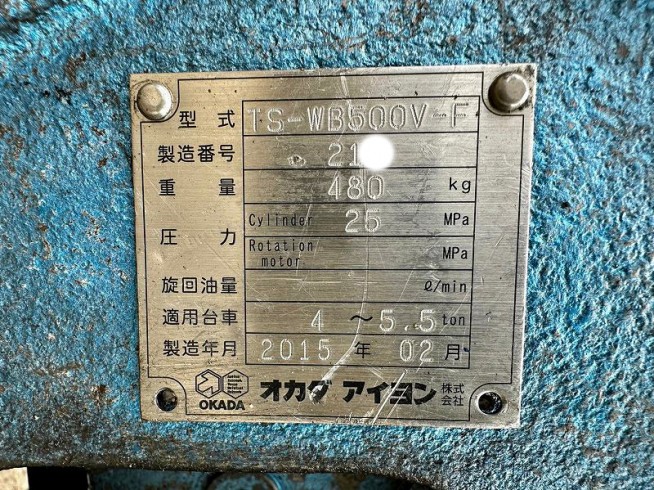 型式 TS-WB500V-F
製造番号 21
重量 480 kg
圧力 Cylinder 25 MPa
Rotation motor MPa
旋回油量 ℓ/min
適用台車 4 ～ 5.5 ton
製造年月 2015 年 02 月
OKADA オカダ アイヨン 株式会社